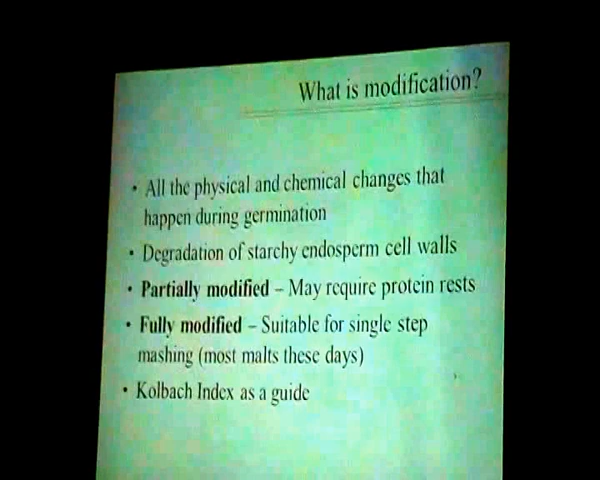 What is modification?
• All the physical and chemical changes that
happen during germination
• Degradation of starchy endosperm cell walls
• Partially modified – May require protein rests
• Fully modified – Suitable for single step
mashing (most malts these days)
• Kolbach Index as a guide